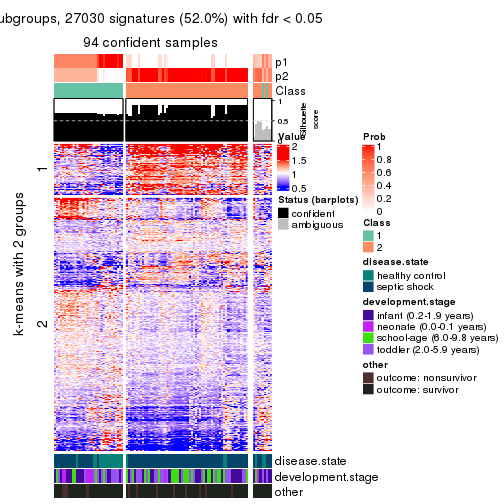 ubgroups, 27030 signatures (52.0%) with fdr < 0.05
94 confident samples
p1
p2
Class
1
0.5
0
Silhouette
score
k-means with 2 groups
1
2
Value
2
1.5
1
0.5
Status (barplots)
confident
ambiguous
Prob
1
0.8
0.6
0.4
0.2
0
Class
1
2
disease.state
healthy control
septic shock
development.stage
infant (0.2-1.9 years)
neonate (0.0-0.1 years)
school-age (6.0-9.8 years)
toddler (2.0-5.9 years)
other
outcome: nonsurvivor
outcome: survivor
disease.state
development.stage
other